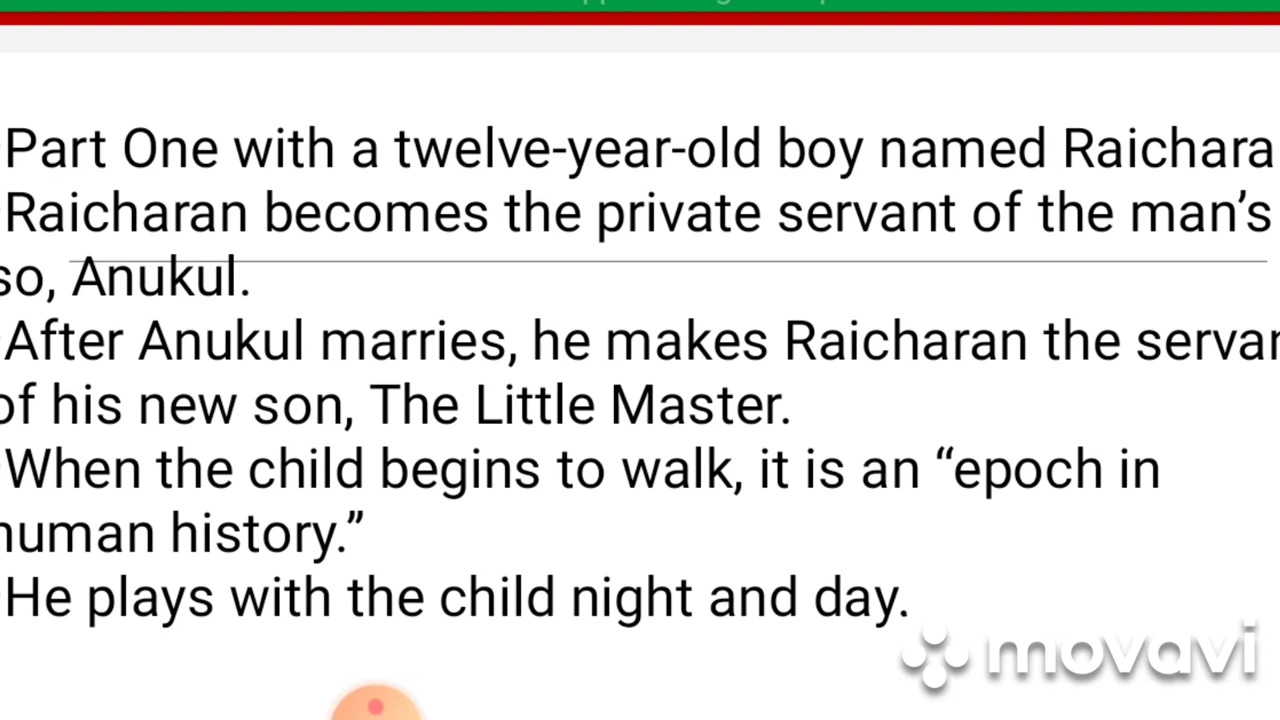 Part One with a twelve-year-old boy named Raichara
Raicharan becomes the private servant of the man’s
so, Anukul.
After Anukul marries, he makes Raicharan the servan
of his new son, The Little Master.
When the child begins to walk, it is an “epoch in
human history.”
He plays with the child night and day.
movavi